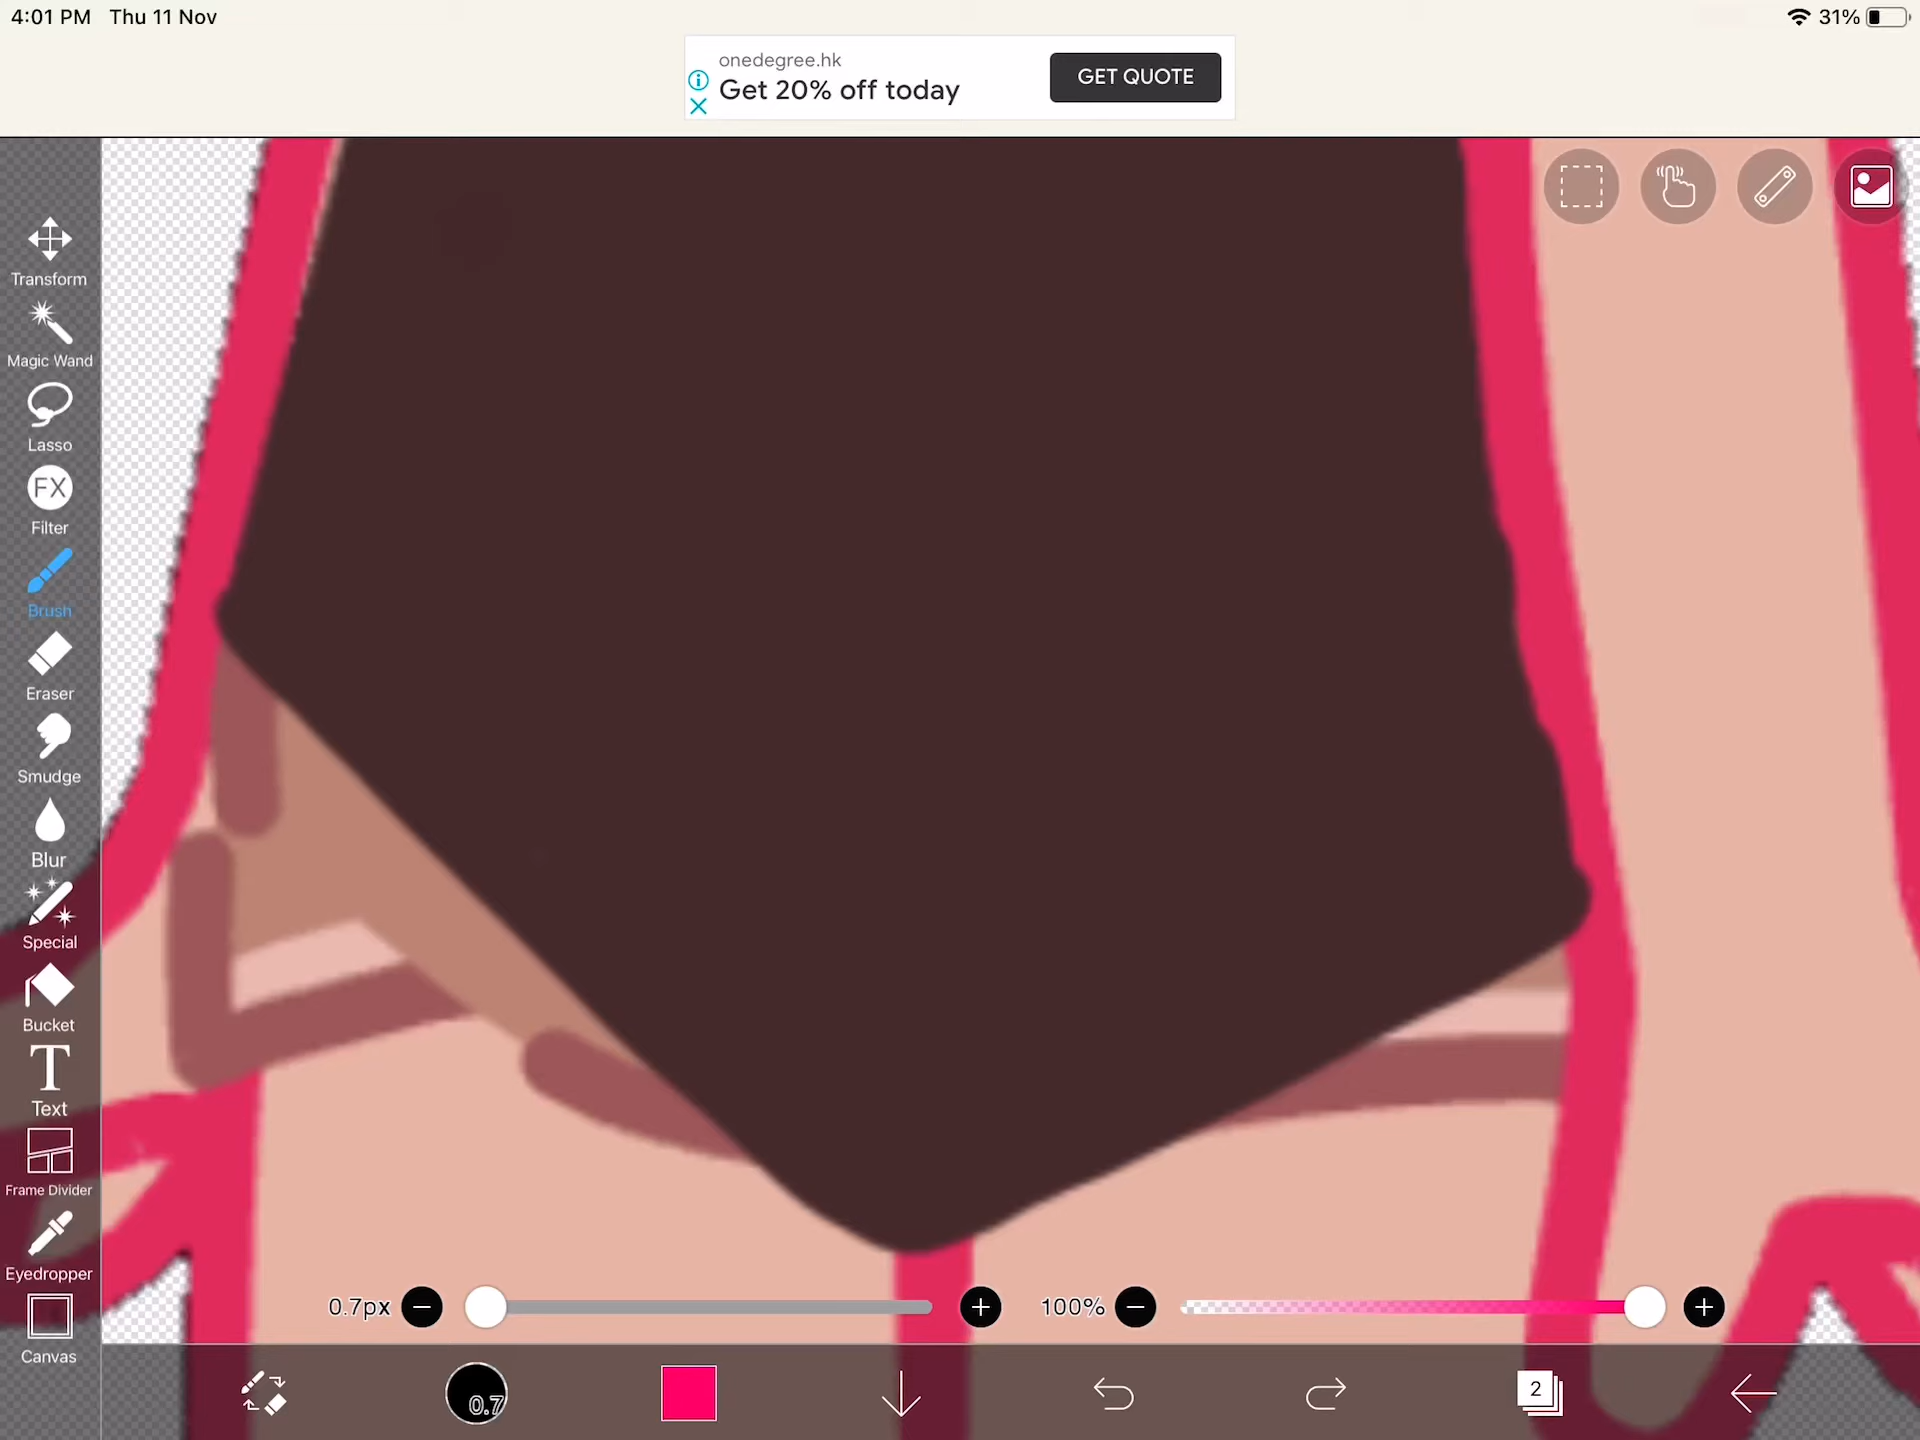 4:01 PM Thu 11 Nov
31%
onedegree.hk
Get 20% off today
GET QUOTE
Transform
Magic Wand
Lasso
FX
Filter
Brush
Eraser
Smudge
Blur
Special
Bucket
T
Text
Frame Divider
Eyedropper
Canvas
0.7px
100%
0.7
2